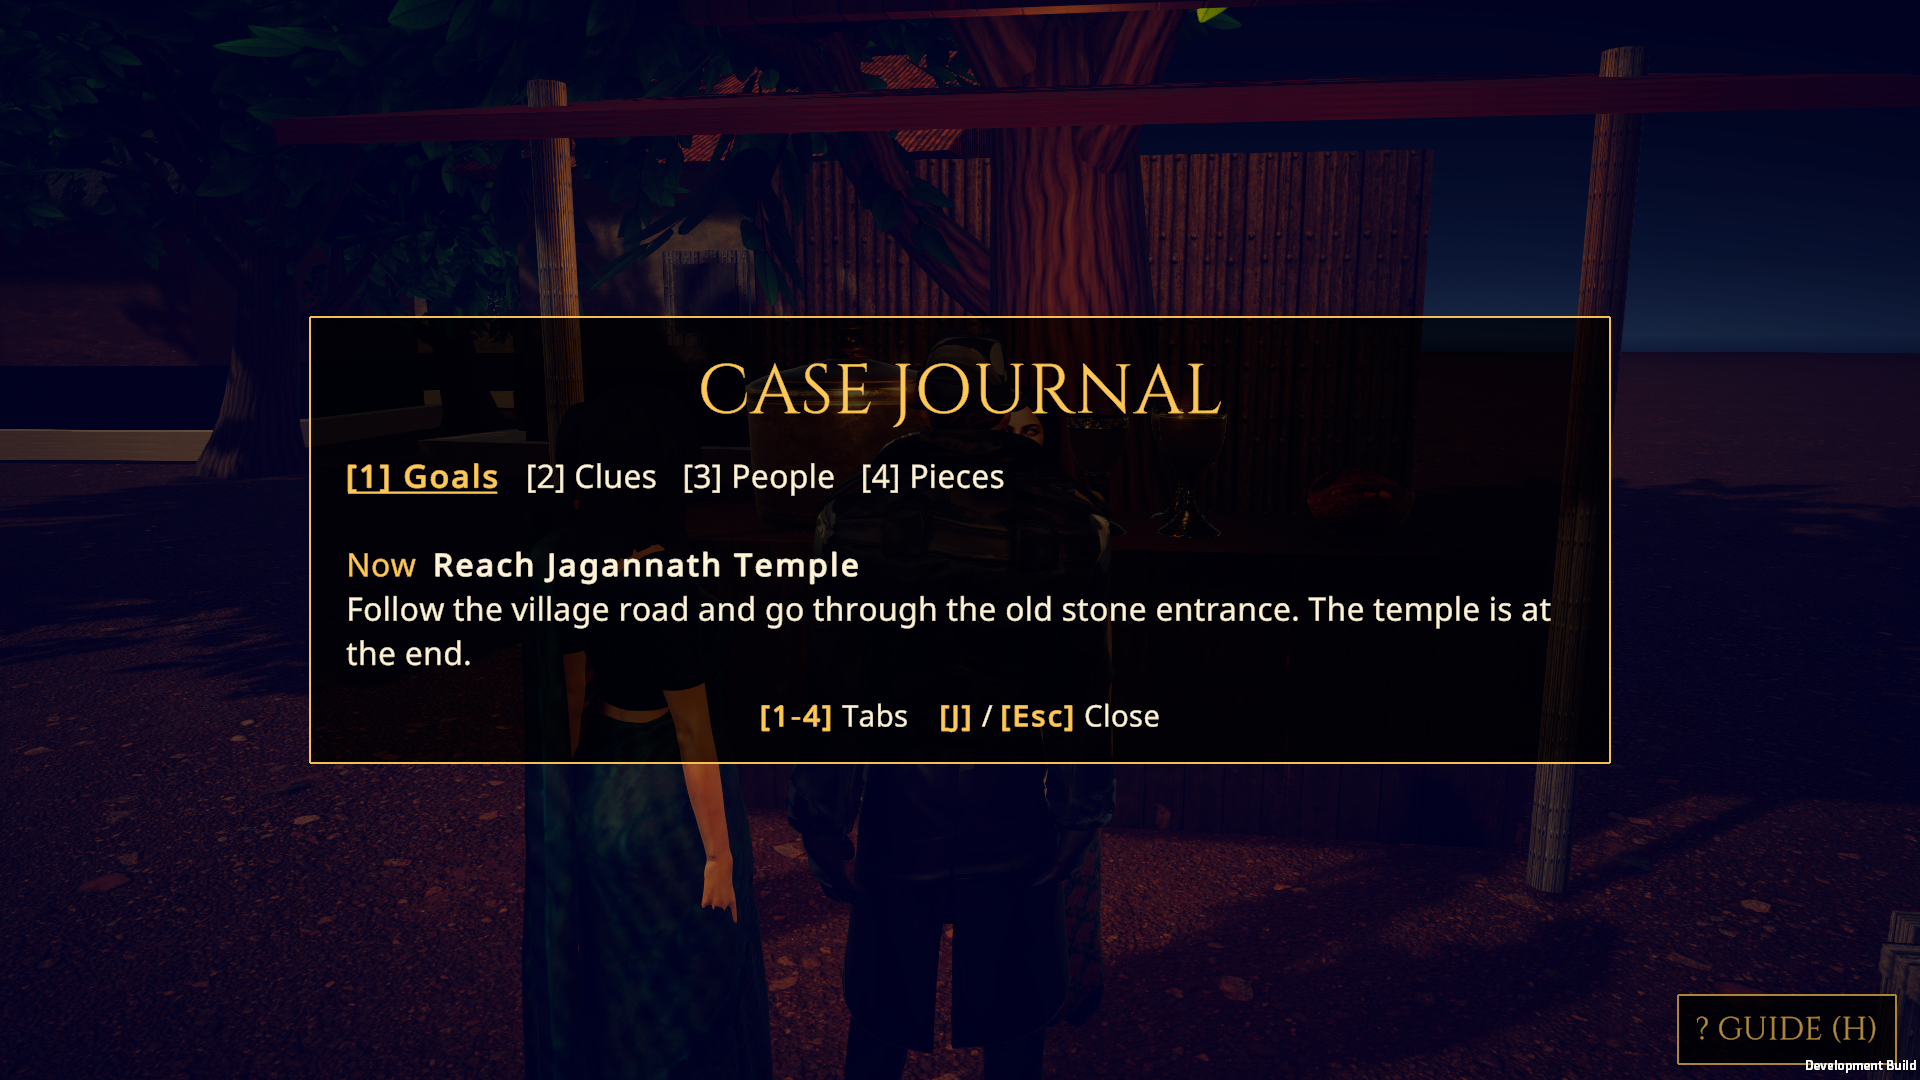 CASE JOURNAL
[1] Goals [2] Clues [3] People [4] Pieces
Now Reach Jagannath Temple
Follow the village road and go through the old stone entrance. The temple is at
the end.
[1-4] Tabs [J] / [Esc] Close
? GUIDE (H)
Development Build